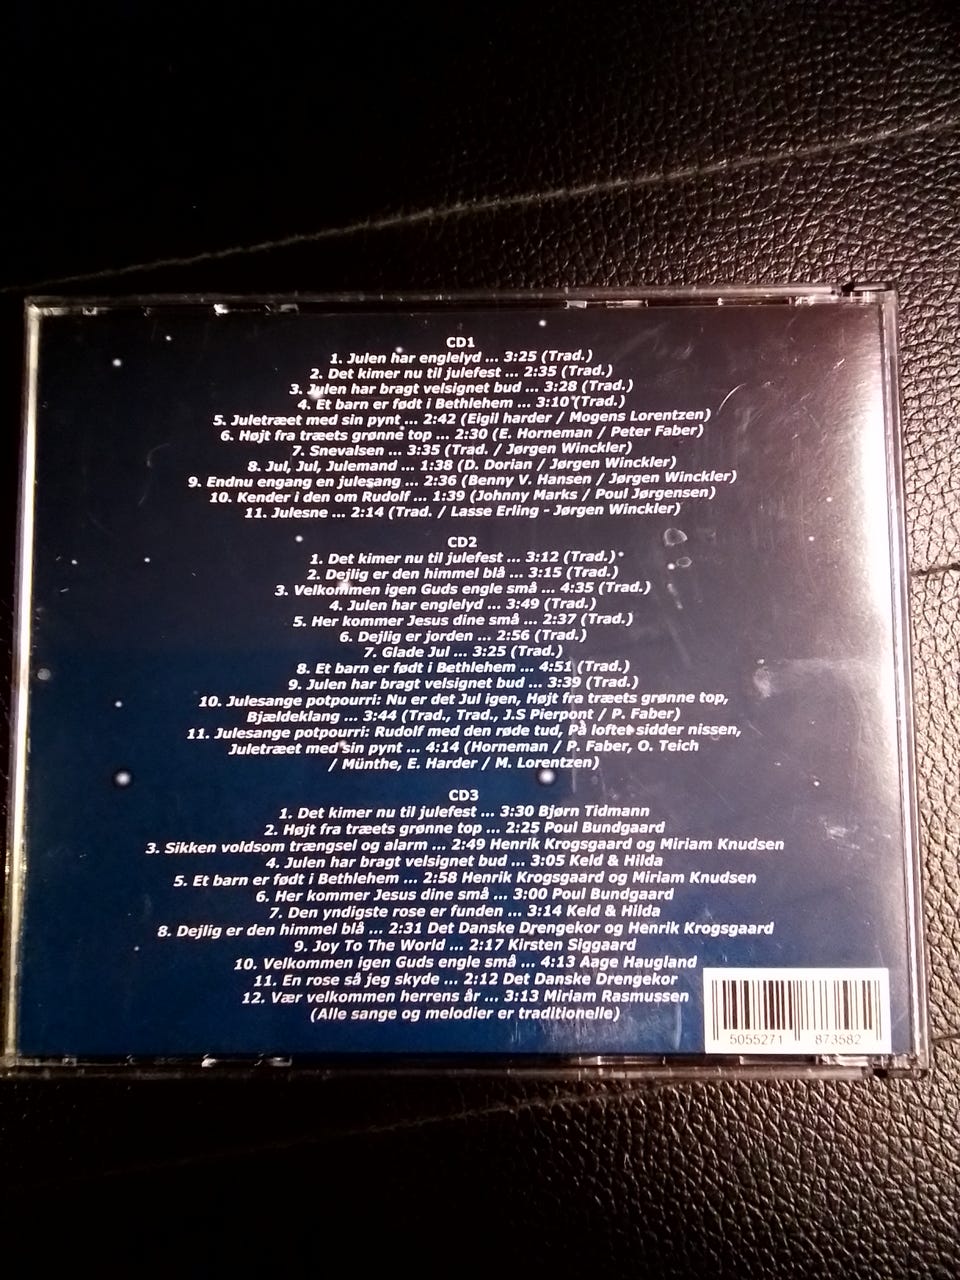 CD1
1. Julen har englelyd ... 3:25 (Trad.)
2. Det kimer nu til julefest ... 2:35 (Trad.)
3. Julen har bragt velsignet bud ... 3:28 (Trad.)
4. Et barn er født i Bethlehem ... 3:10 (Trad.)
5. Juletræet med sin pynt ... 2:42 (Eigil harder / Mogens Lorentzen)
6. Højt fra træets grønne top ... 2:30 (E. Horneman / Peter Faber)
7. Snevalsen ... 3:35 (Trad. / Jørgen Winckler)
8. Jul, Jul, Julemand ... 1:38 (D. Dorian / Jørgen Winckler)
9. Endnu engang en julesang ... 2:36 (Benny V. Hansen / Jørgen Winckler)
10. Kender i den om Rudolf ... 1:39 (Johnny Marks / Poul Jørgensen)
11. Julesne ... 2:14 (Trad. / Lasse Erling - Jørgen Winckler)
CD2
1. Det kimer nu til julefest ... 3:12 (Trad.)
2. Dejlig er den himmel blå ... 3:15 (Trad.)
3. Velkommen igen Guds engle små ... 4:35 (Trad.)
4. Julen har englelyd ... 3:49 (Trad.)
5. Her kommer Jesus dine små ... 2:37 (Trad.)
6. Dejlig er jorden ... 2:56 (Trad.)
7. Glade Jul ... 3:25 (Trad.)
8. Et barn er født i Bethlehem ... 4:51 (Trad.)
9. Julen har bragt velsignet bud ... 3:39 (Trad.)
10. Julesange potpourri: Nu er det Jul igen, Højt fra træets grønne top,
Bjældeklang ... 3:44 (Trad., Trad., J.S Pierpont / P. Faber)
11. Julesange potpourri: Rudolf med den røde tud, På loftet sidder nissen,
Juletræet med sin pynt ... 4:14 (Horneman / P. Faber, O. Teich
/ Münthe, E. Harder / M. Lorentzen)
CD3
1. Det kimer nu til julefest ... 3:30 Bjørn Tidmann
2. Højt fra træets grønne top ... 2:25 Poul Bundgaard
3. Sikken voldsom trængsel og alarm ... 2:49 Henrik Krogsgaard og Miriam Knudsen
4. Julen har bragt velsignet bud ... 3:05 Keld & Hilda
5. Et barn er født i Bethlehem ... 2:58 Henrik Krogsgaard og Miriam Knudsen
6. Her kommer Jesus dine små ... 3:00 Poul Bundgaard
7. Den yndigste rose er funden ... 3:14 Keld & Hilda
8. Dejlig er den himmel blå ... 2:31 Det Danske Drengekor og Henrik Krogsgaard
9. Joy To The World ... 2:17 Kirsten Siggaard
10. Velkommen igen Guds engle små ... 4:13 Aage Haugland
11. En rose så jeg skyde ... 2:12 Det Danske Drengekor
12. Vær velkommen herrens år ... 3:13 Miriam Rasmussen
(Alle sange og melodier er traditionelle)
5055271 873582